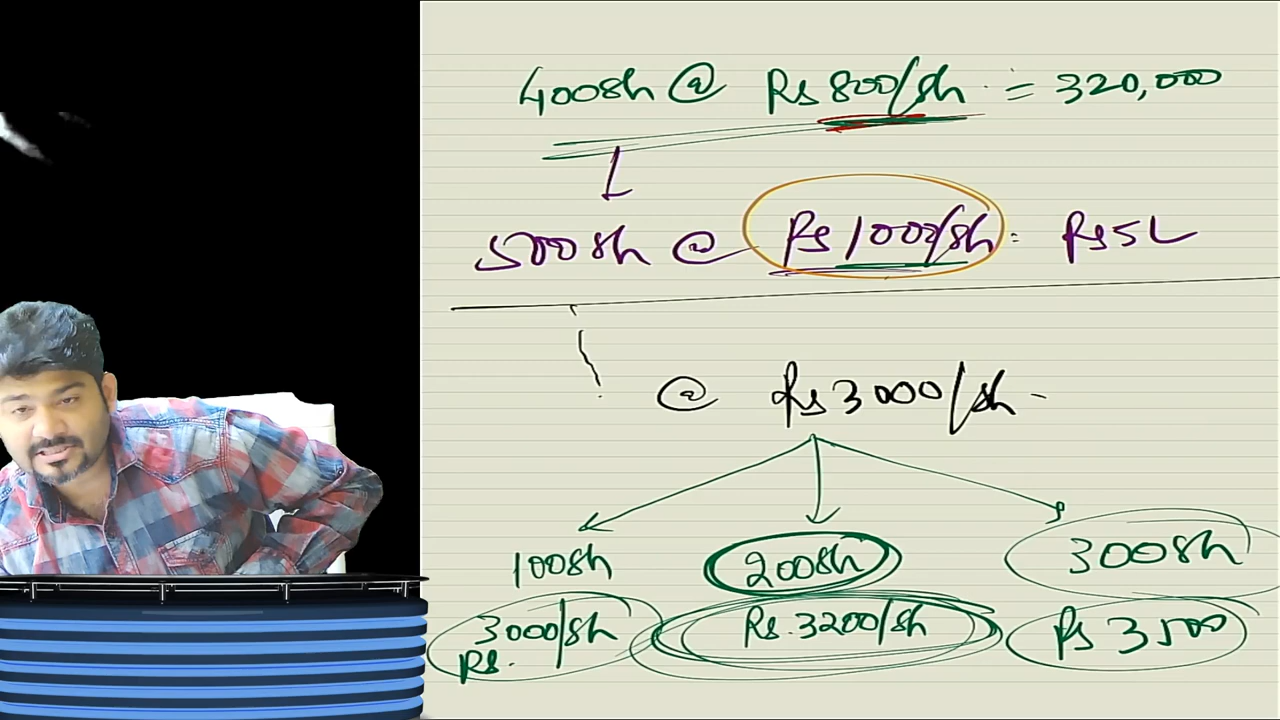 400sh @ Rs 800/sh = 320,000
500sh @ Rs 1000/sh = Rs 5L
@ Rs 3000/sh
100sh 200sh 300sh
3000/sh Rs. 3200/sh Rs 3500
Rs.